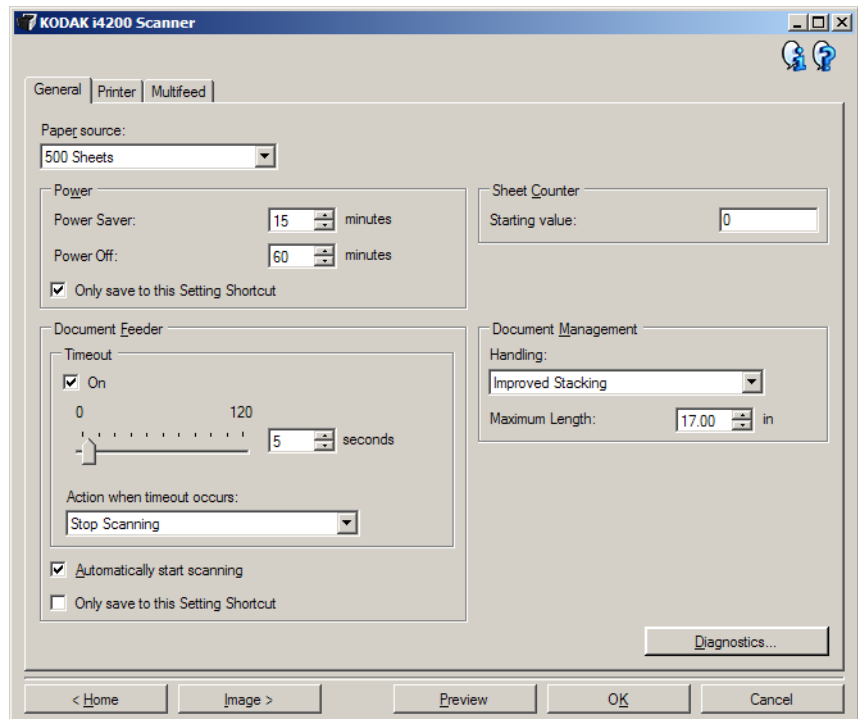 KODAK i4200 Scanner
General Printer Multifeed
Paper source:
500 Sheets
Power
Power Saver: 15 minutes
Power Off: 60 minutes
Only save to this Setting Shortcut
Sheet Counter
Starting value: 0
Document Feeder
Timeout
On
0 120
5 seconds
Action when timeout occurs:
Stop Scanning
Automatically start scanning
Only save to this Setting Shortcut
Document Management
Handling:
Improved Stacking
Maximum Length: 17.00 in
Diagnostics...
< Home Image > Preview OK Cancel